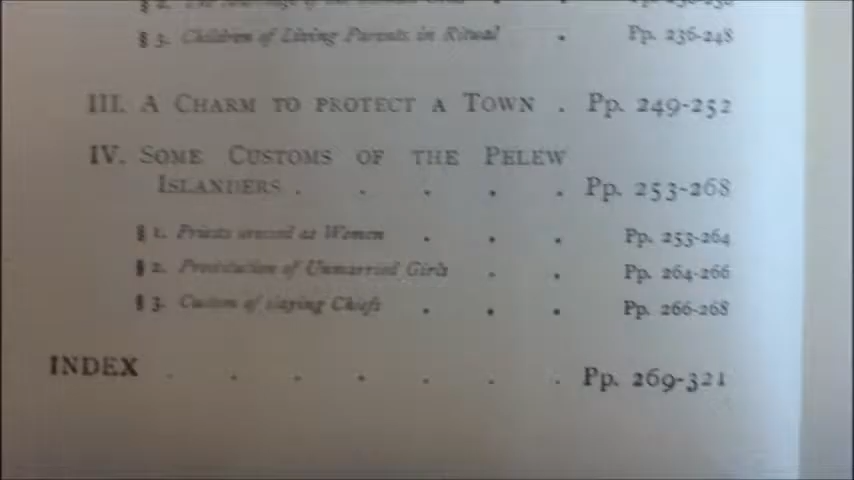 § 3. Children of Living Parents in Ritual . Pp. 236-248
III. A CHARM TO PROTECT A TOWN . Pp. 249-252
IV. SOME CUSTOMS OF THE PELEW
ISLANDERS . . . . . Pp. 253-268
§ 1. Priests dressed as Women . . . Pp. 253-264
§ 2. Prostitution of Unmarried Girls . . Pp. 264-266
§ 3. Custom of slaying Chiefs . . . Pp. 266-268
INDEX . . . . . . . Pp. 269-321